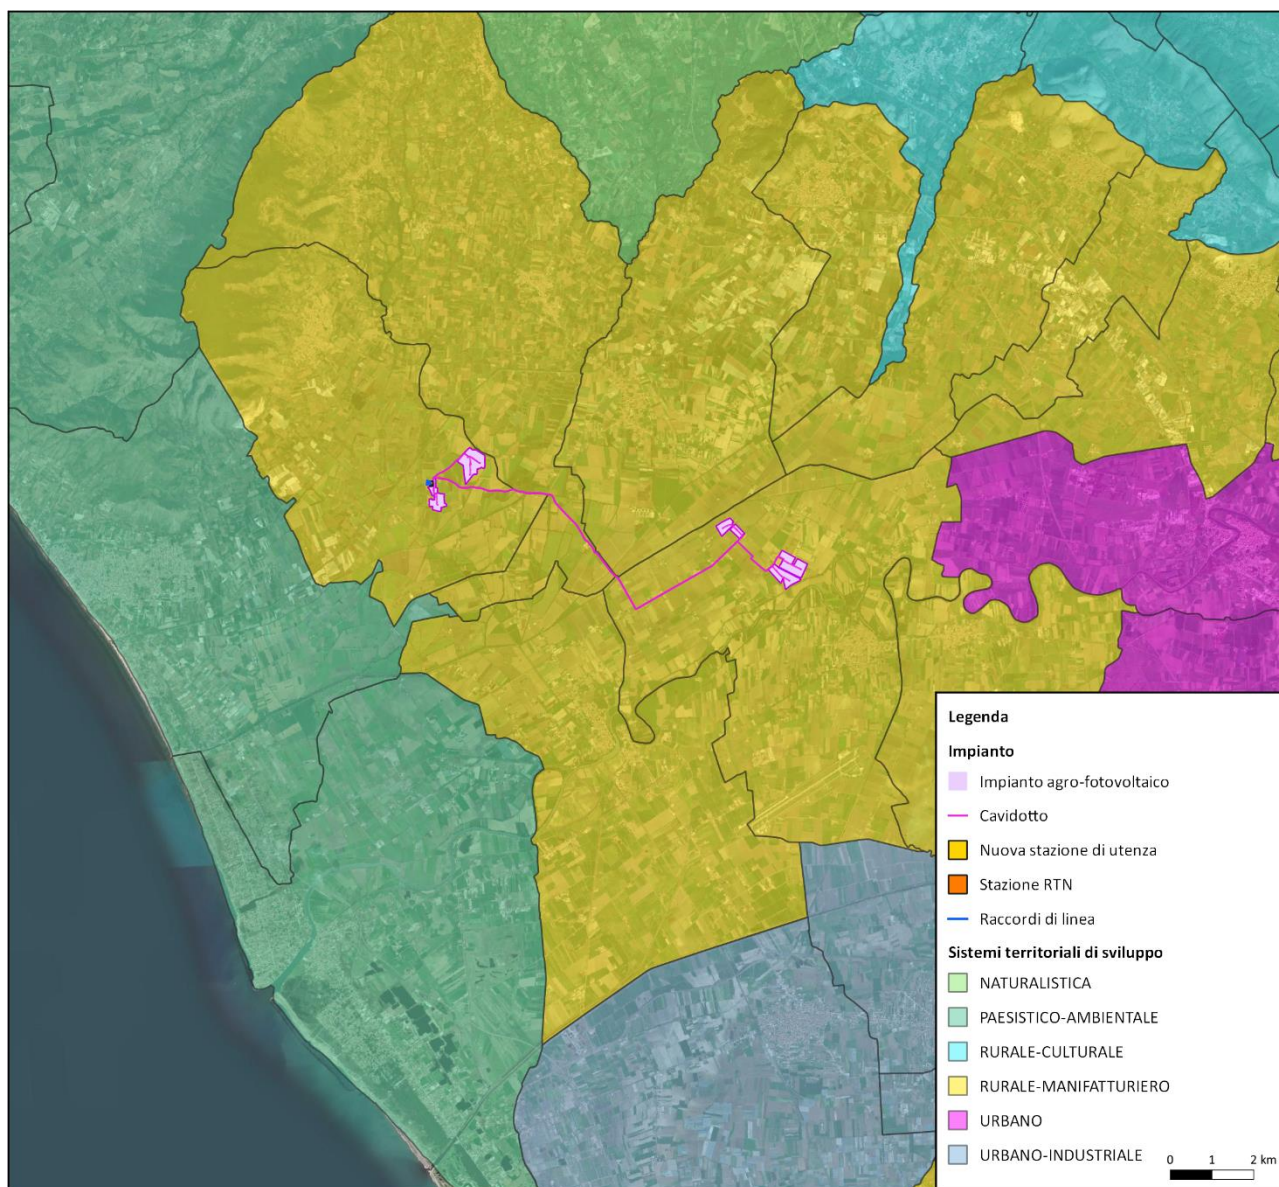 Legenda
Impianto
Impianto agro-fotovoltaico
Cavidotto
Nuova stazione di utenza
Stazione RTN
Raccordi di linea
Sistemi territoriali di sviluppo
NATURALISTICA
PAESISTICO-AMBIENTALE
RURALE-CULTURALE
RURALE-MANIFATTURIERO
URBANO
URBANO-INDUSTRIALE
0 1 2 km